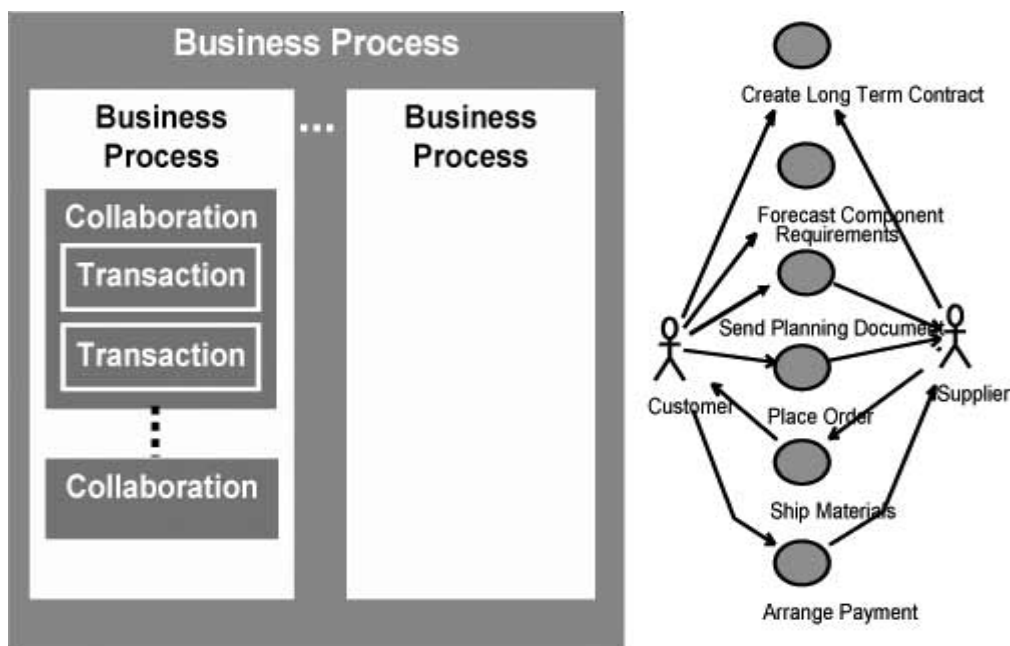 Business Process
Business
Process
...
Business
Process
Collaboration
Transaction
Transaction
Collaboration
Create Long Term Contract
Forecast Component
Requirements
Send Planning Document
Customer
Supplier
Place Order
Ship Materials
Arrange Payment